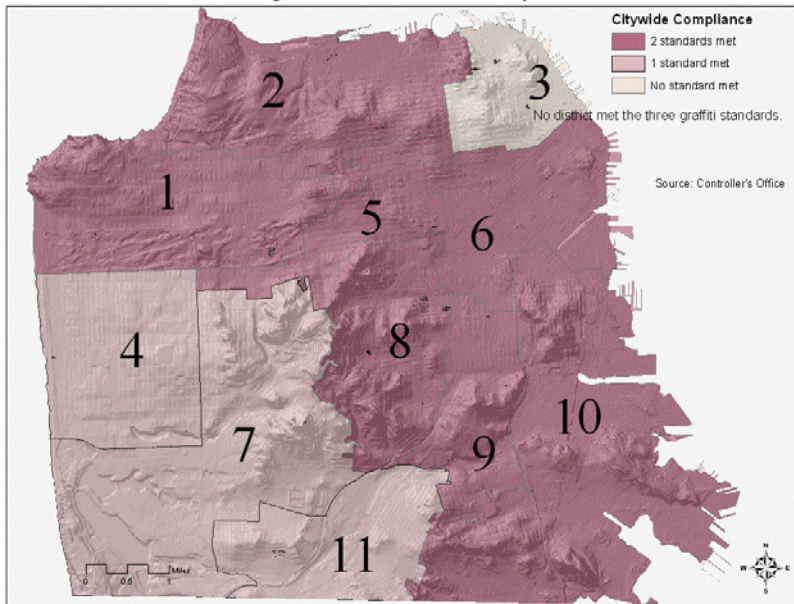 Citywide Compliance
2 standards met
1 standard met
No standard met
No district met the three graffiti standards.
Source: Controller's Office
2
3
1
5
6
4
8
7
10
9
11
0 0.5 1 Miles
N
W E
S